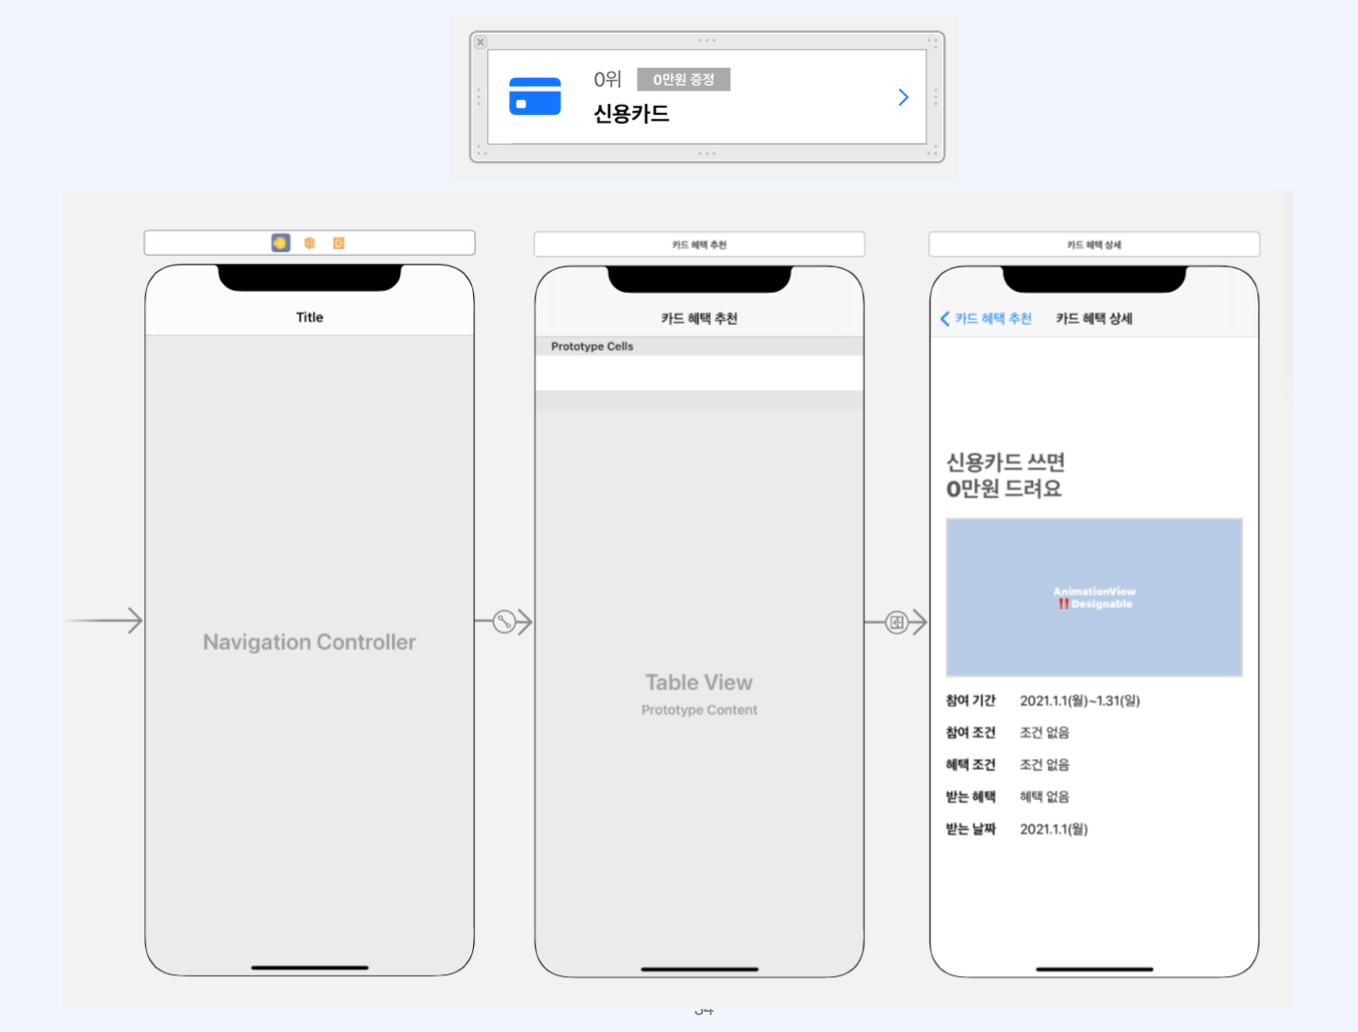 0위 0만원 증정
신용카드
카드 혜택 추천
카드 혜택 상세
Title
카드 혜택 추천
카드 혜택 추천 카드 혜택 상세
Prototype Cells
신용카드 쓰면
0만원 드려요
AnimationView
‼️Designable
Navigation Controller
Table View
Prototype Content
참여 기간 2021.1.1(월)~1.31(일)
참여 조건 조건 없음
혜택 조건 조건 없음
받는 혜택 혜택 없음
받는 날짜 2021.1.1(월)